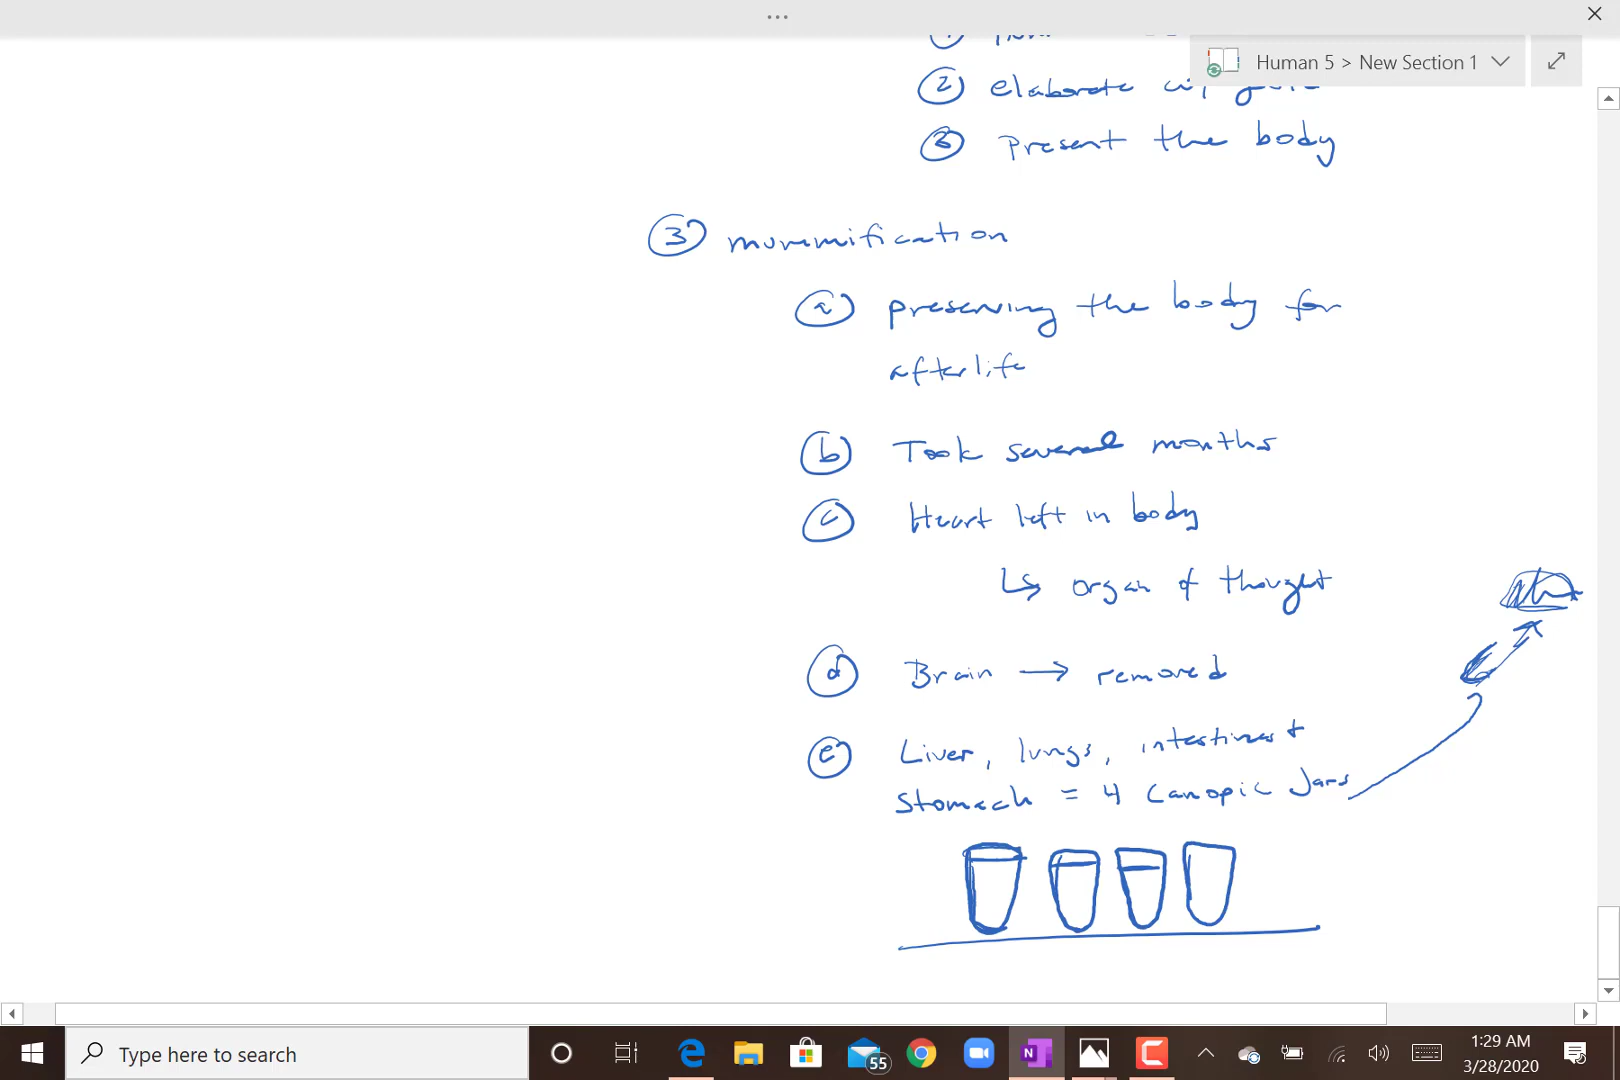 Human 5 > New Section 1
② elaborate w/ gold
③ Present the body
③ mummification
ⓐ preserving the body for
afterlife
ⓑ Took several months
ⓒ Heart left in body
↳ organ of thought
ⓓ Brain → removed
ⓔ Liver, lungs, intestines +
Stomach = 4 Canopic Jars
Type here to search
55
1:29 AM
3/28/2020